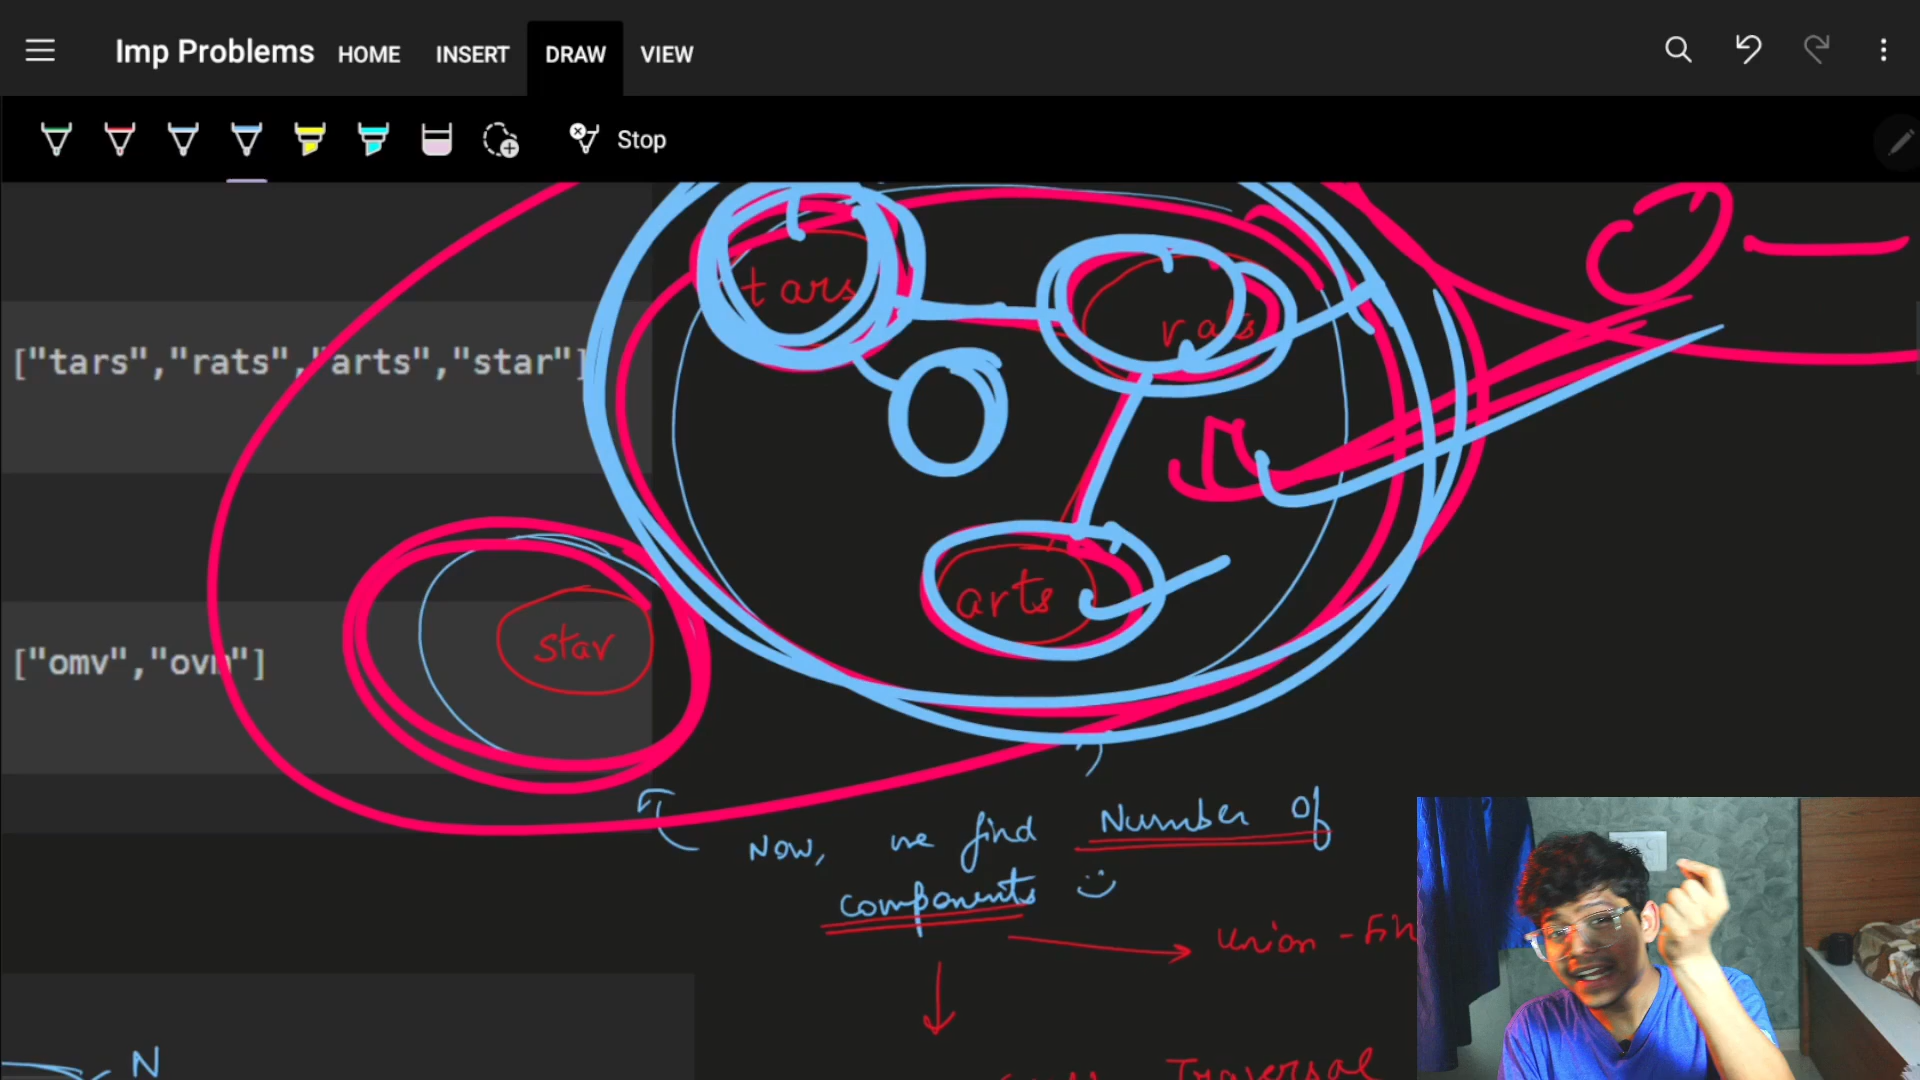 Imp Problems HOME INSERT DRAW VIEW
Stop
tars
rats
["tars","rats","arts","star"]
arts
star
["omv","ovm"]
Now, we find Number of
components
Union - Fin
Traversal
N